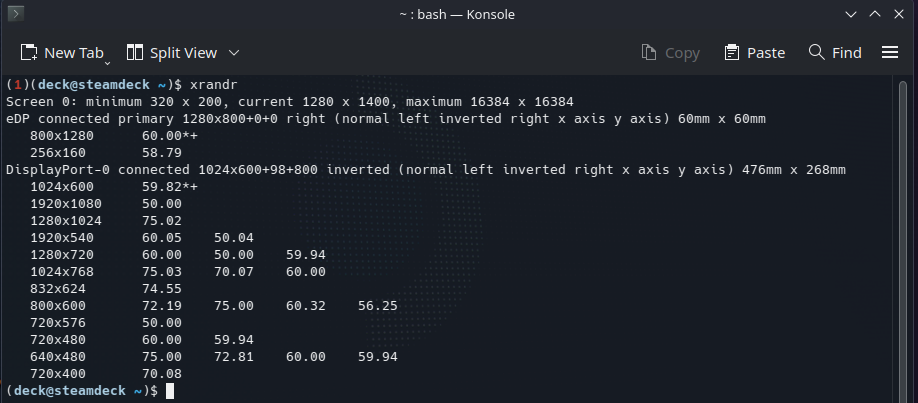 ~ : bash — Konsole
New Tab Split View Copy Paste Find
(1)(deck@steamdeck ~)$ xrandr
Screen 0: minimum 320 x 200, current 1280 x 1400, maximum 16384 x 16384
eDP connected primary 1280x800+0+0 right (normal left inverted right x axis y axis) 60mm x 60mm
   800x1280      60.00*+
   256x160       58.79
DisplayPort-0 connected 1024x600+98+800 inverted (normal left inverted right x axis y axis) 476mm x 268mm
   1024x600      59.82*+
   1920x1080     50.00
   1280x1024     75.02
   1920x540      60.05    50.04
   1280x720      60.00    50.00    59.94
   1024x768      75.03    70.07    60.00
   832x624       74.55
   800x600       72.19    75.00    60.32    56.25
   720x576       50.00
   720x480       60.00    59.94
   640x480       75.00    72.81    60.00    59.94
   720x400       70.08
(deck@steamdeck ~)$